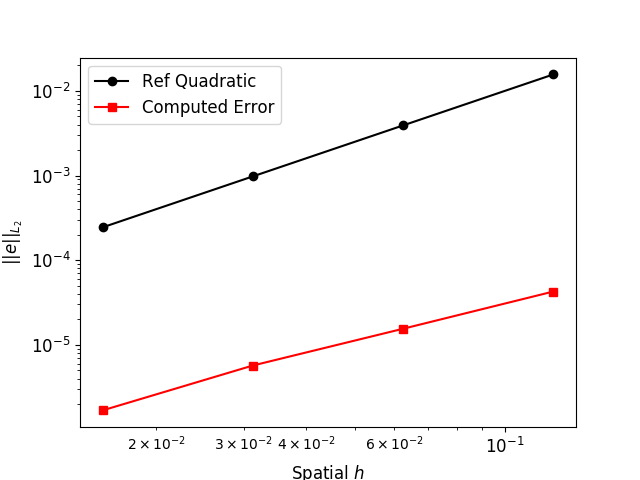 Ref Quadratic
Computed Error
10⁻²
10⁻³
10⁻⁴
10⁻⁵
||e||_{L₂}
2 × 10⁻² 3 × 10⁻² 4 × 10⁻² 6 × 10⁻² 10⁻¹
Spatial h